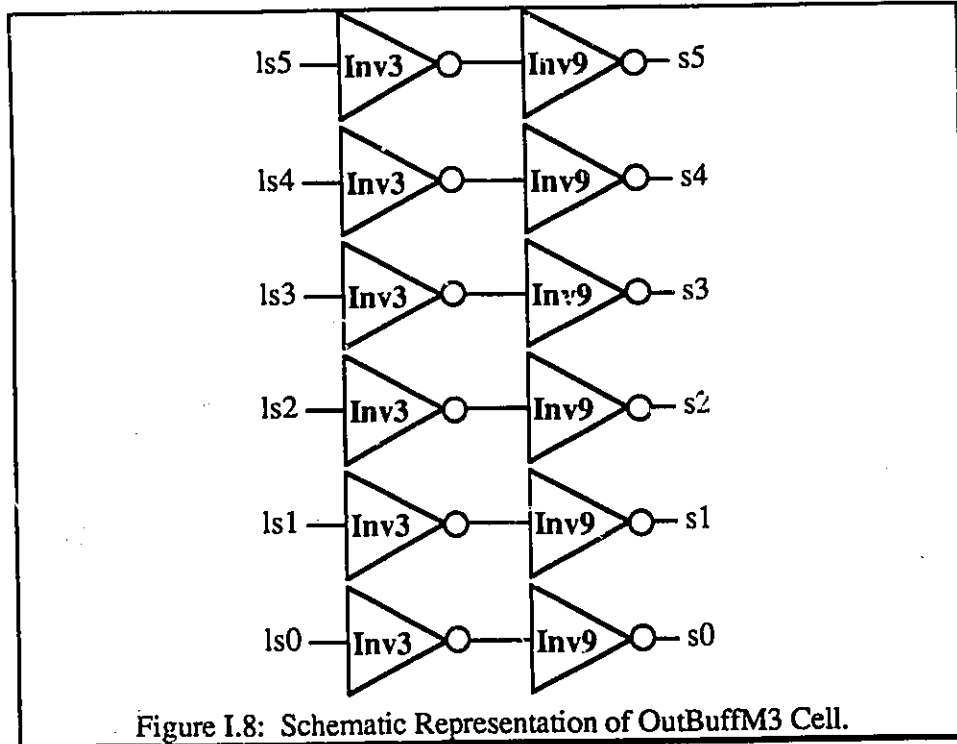 ls5 Inv3 Inv9 s5
ls4 Inv3 Inv9 s4
ls3 Inv3 Inv9 s3
ls2 Inv3 Inv9 s2
ls1 Inv3 Inv9 s1
ls0 Inv3 Inv9 s0
Figure I.8: Schematic Representation of OutBuffM3 Cell.